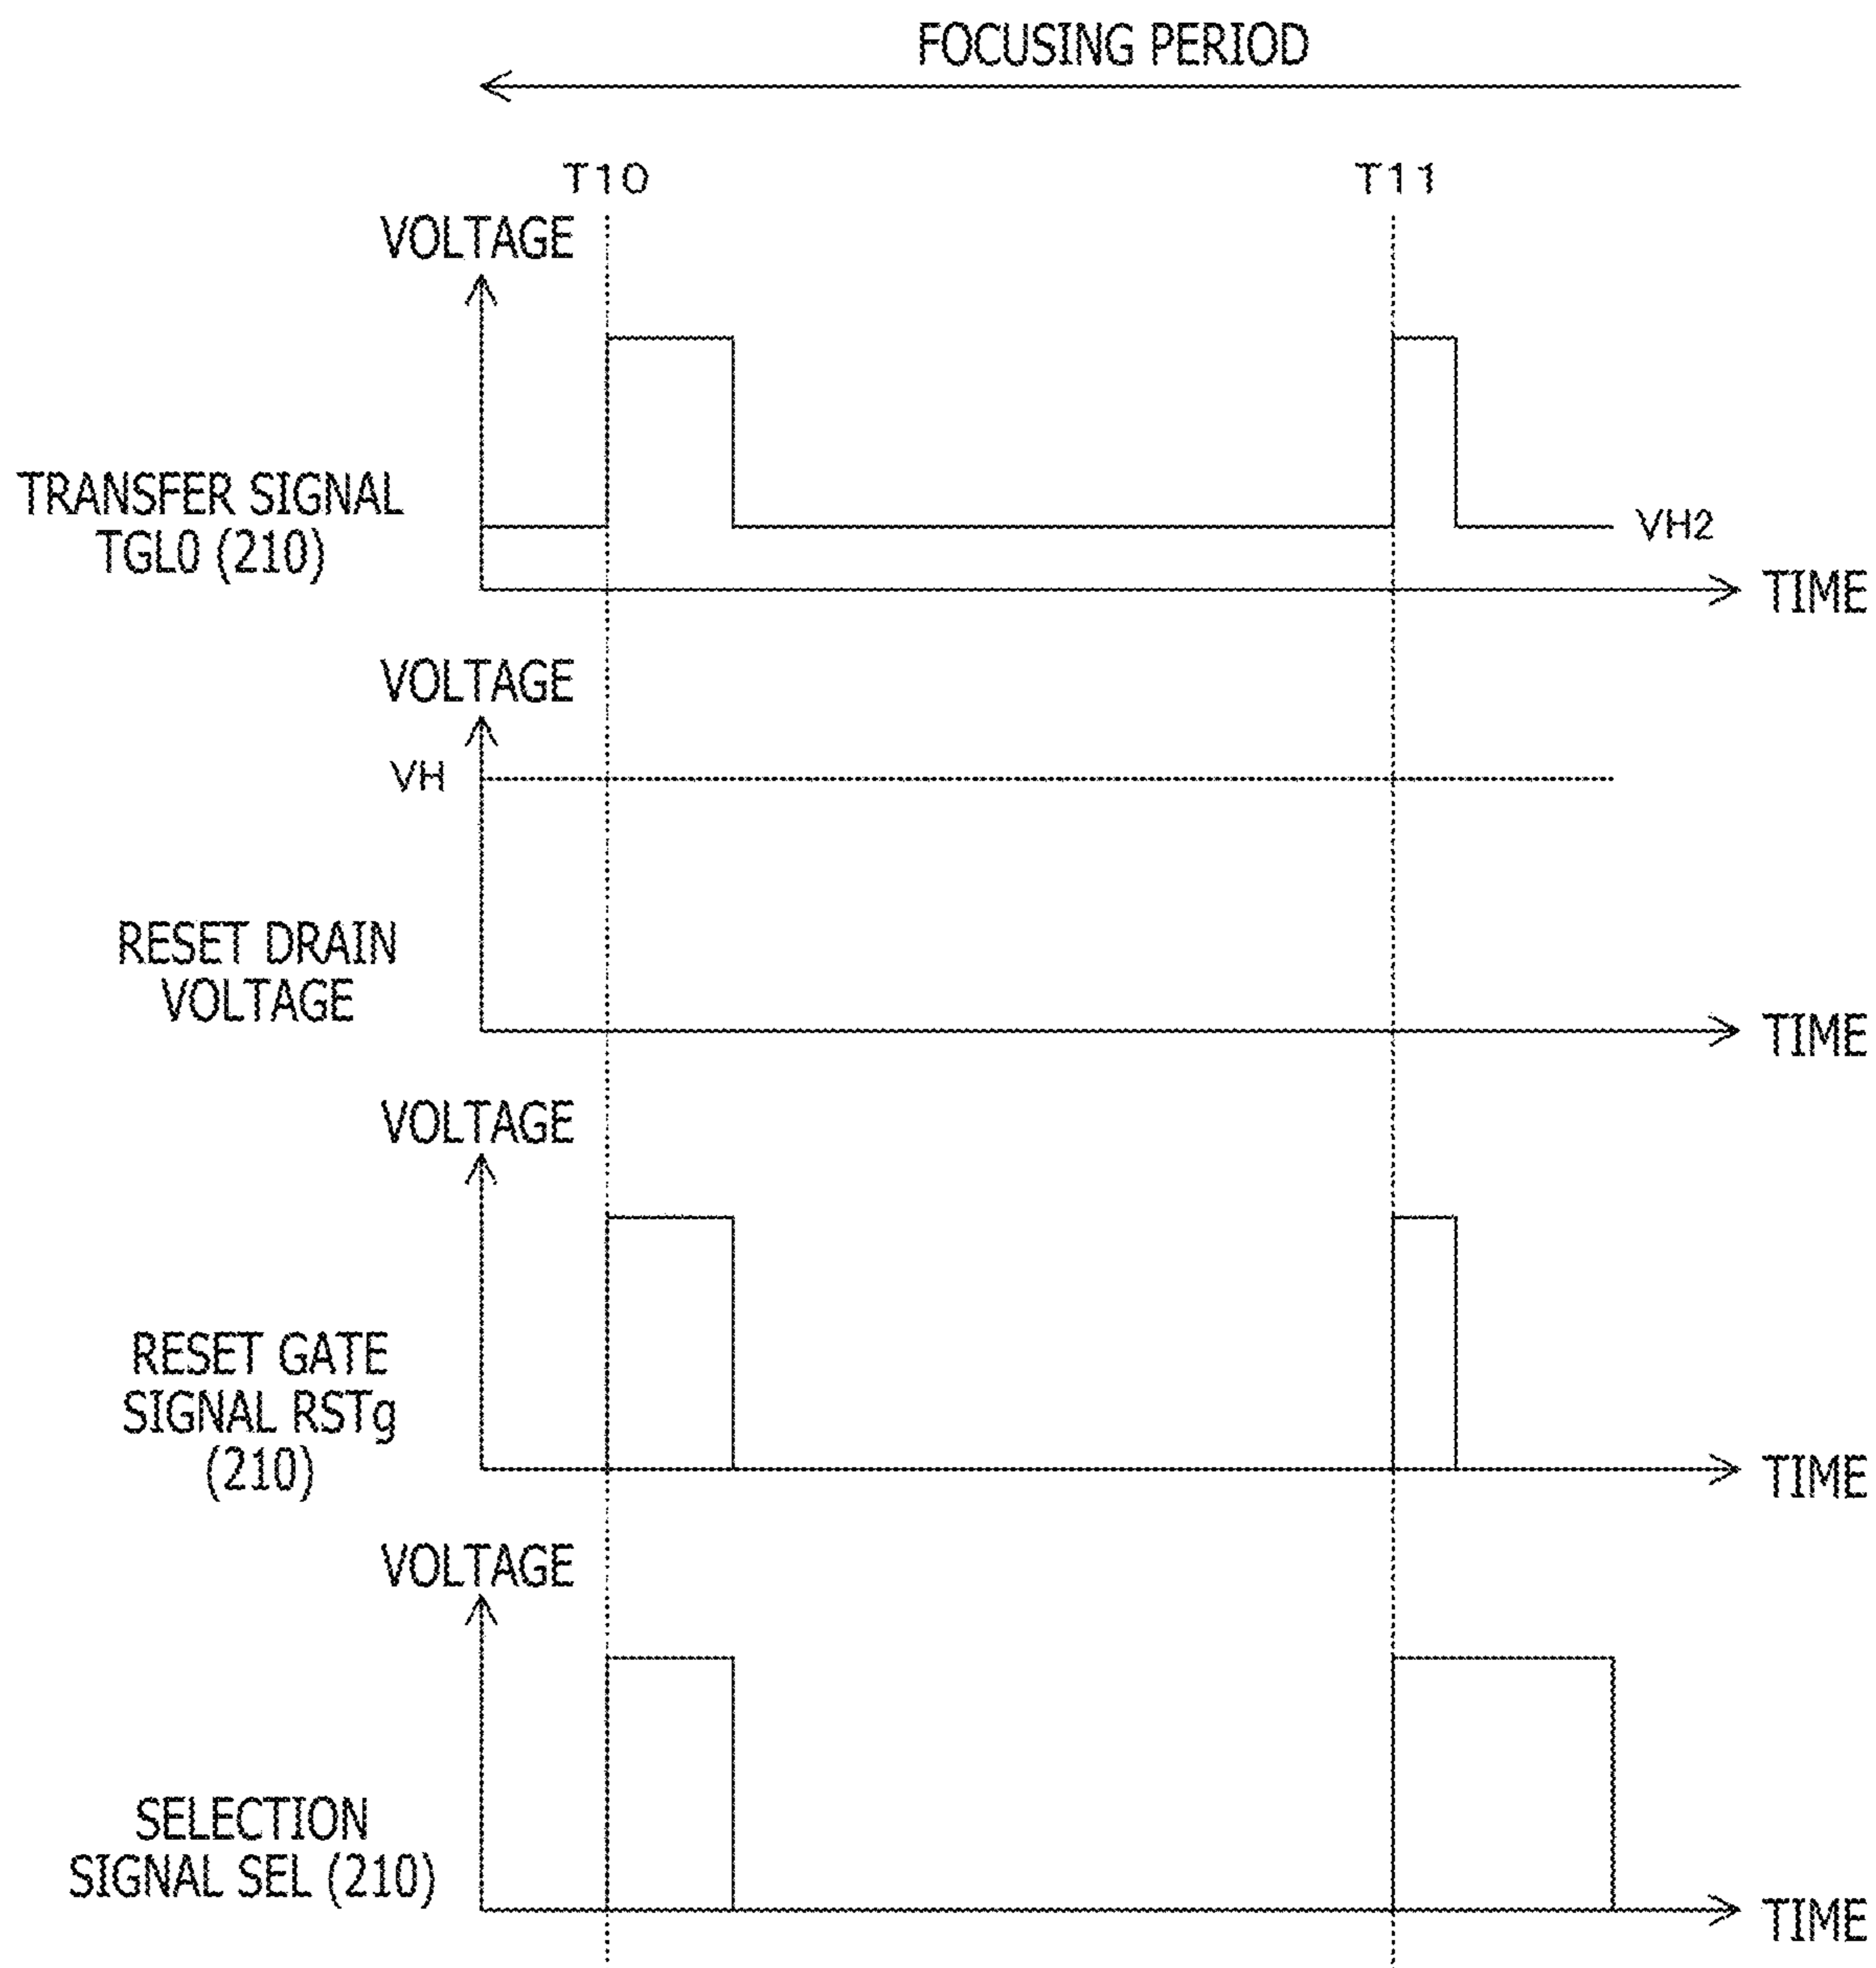 FOCUSING PERIOD
T10
T11
VOLTAGE
TRANSFER SIGNAL
TGL0 (210)
VH2
TIME
VOLTAGE
VH
RESET DRAIN
VOLTAGE
TIME
VOLTAGE
RESET GATE
SIGNAL RSTg
(210)
TIME
VOLTAGE
SELECTION
SIGNAL SEL (210)
TIME